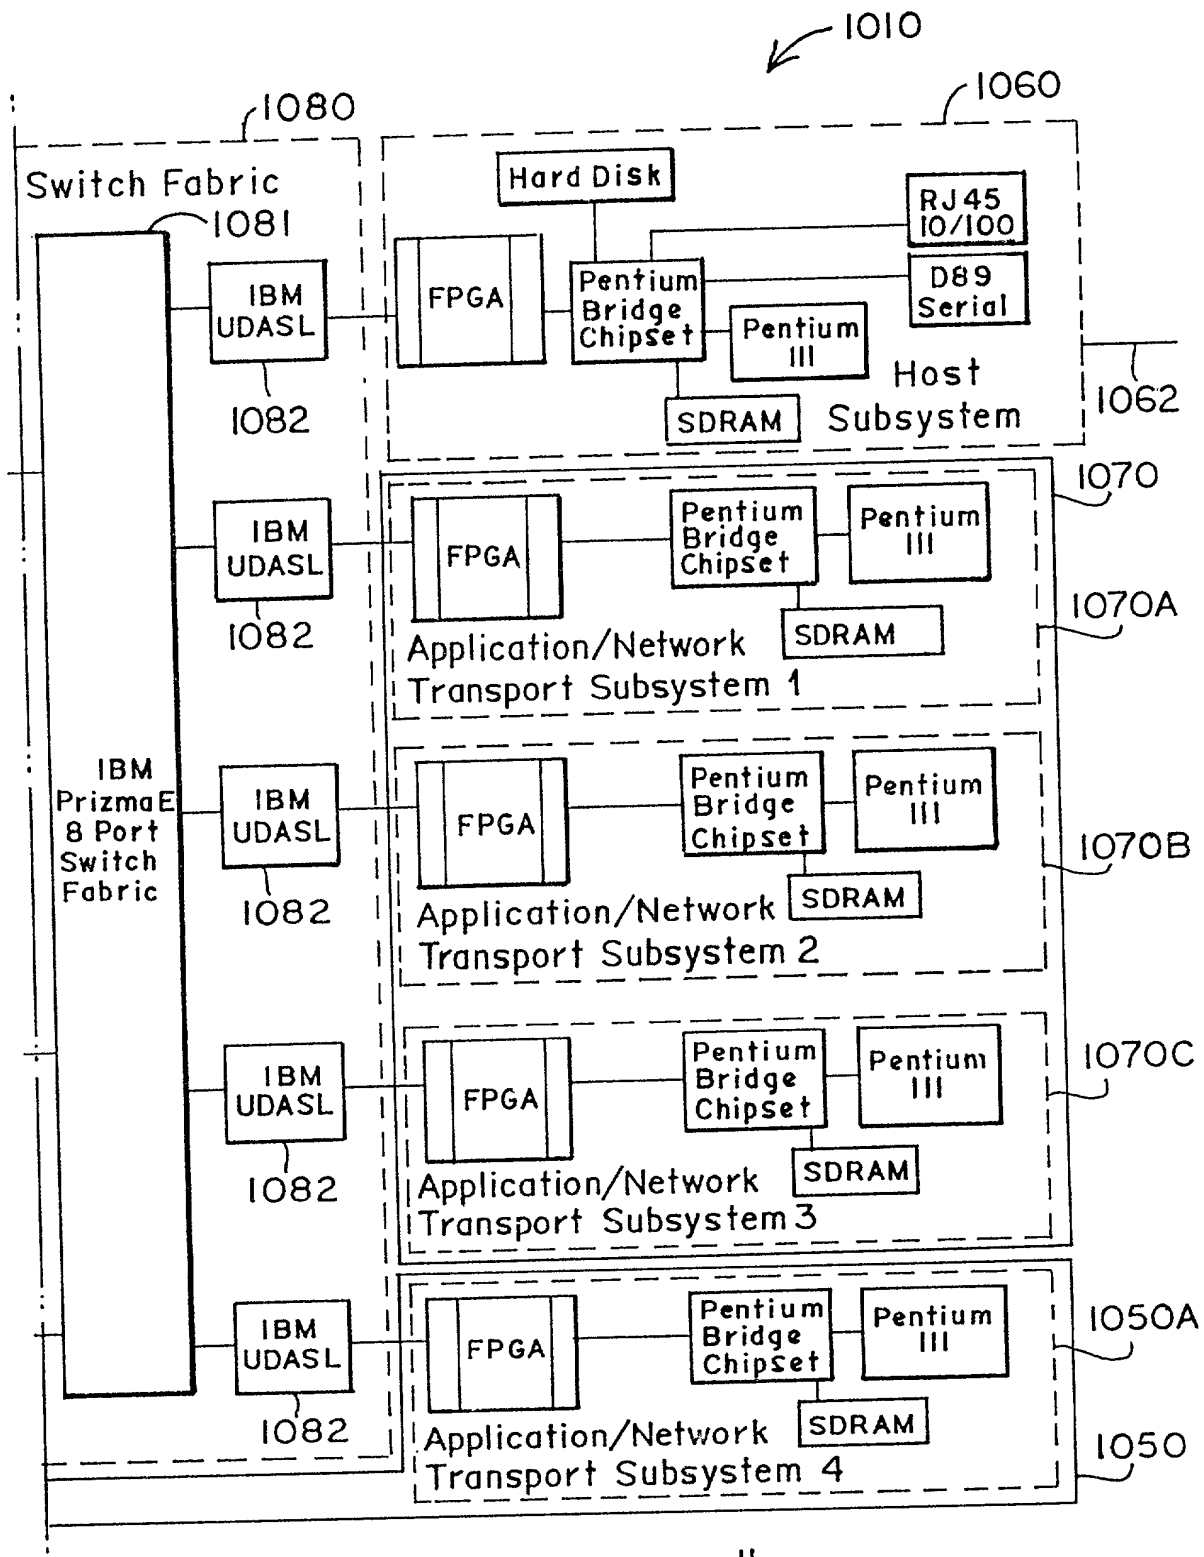 1010
1080
1060
Switch Fabric
1081
Hard Disk
RJ45
10/100
D89
Serial
IBM
UDASL
FPGA
Pentium
Bridge
Chipset
Pentium
III
Host
Subsystem
1062
1082
SDRAM
1070
IBM
UDASL
FPGA
Pentium
Bridge
Chipset
Pentium
III
1070A
1082
SDRAM
Application/Network
Transport Subsystem 1
IBM
PrizmaE
8 Port
Switch
Fabric
IBM
UDASL
FPGA
Pentium
Bridge
Chipset
Pentium
III
1070B
1082
SDRAM
Application/Network
Transport Subsystem 2
IBM
UDASL
FPGA
Pentium
Bridge
Chipset
Pentium
III
1070C
1082
SDRAM
Application/Network
Transport Subsystem 3
IBM
UDASL
FPGA
Pentium
Bridge
Chipset
Pentium
III
1050A
1082
SDRAM
Application/Network
Transport Subsystem 4
1050